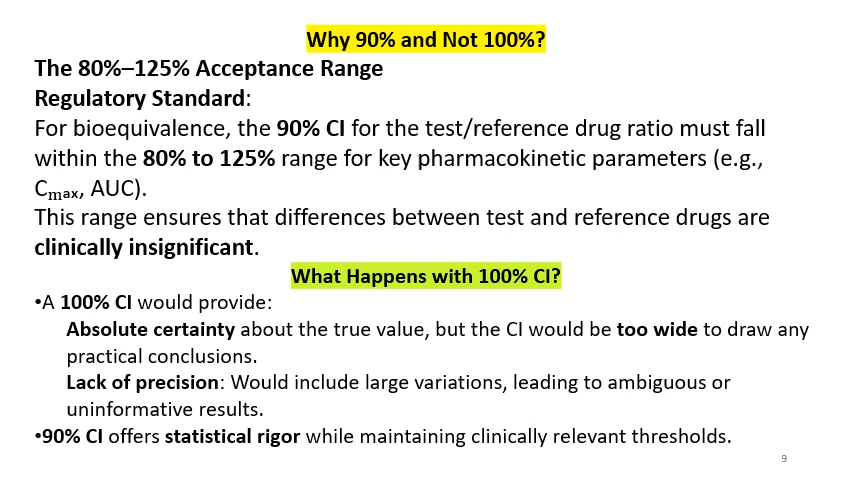 Why 90% and Not 100%?
The 80%–125% Acceptance Range
Regulatory Standard:
For bioequivalence, the 90% CI for the test/reference drug ratio must fall
within the 80% to 125% range for key pharmacokinetic parameters (e.g.,
Cₘₐₓ, AUC).
This range ensures that differences between test and reference drugs are
clinically insignificant.
What Happens with 100% CI?
•A 100% CI would provide:
Absolute certainty about the true value, but the CI would be too wide to draw any
practical conclusions.
Lack of precision: Would include large variations, leading to ambiguous or
uninformative results.
•90% CI offers statistical rigor while maintaining clinically relevant thresholds.
9